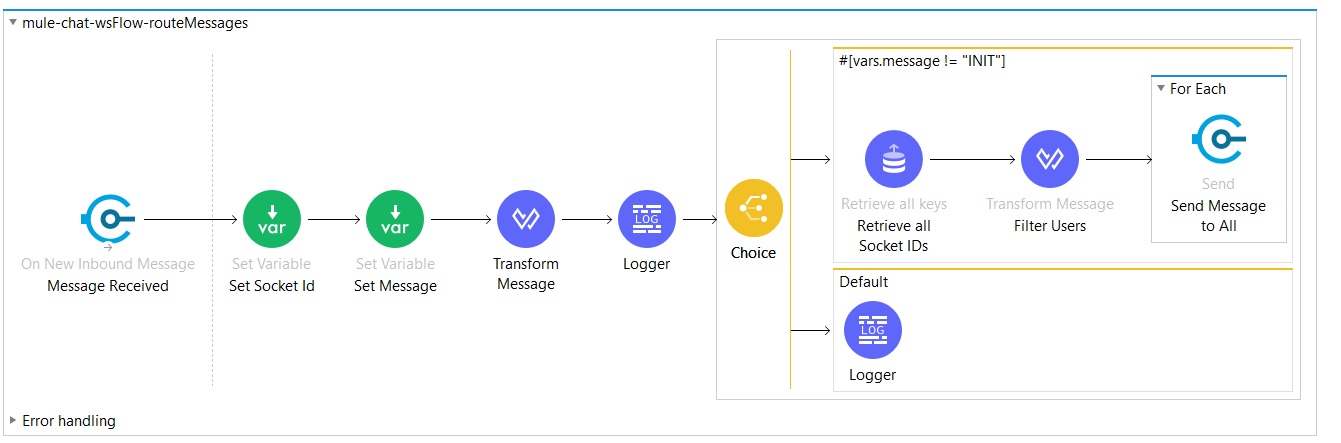 mule-chat-wsFlow-routeMessages
On New Inbound Message
Message Received
var
Set Variable
Set Socket Id
var
Set Variable
Set Message
Transform
Message
LOG
Logger
Choice
#[vars.message != "INIT"]
Retrieve all keys
Retrieve all
Socket IDs
Transform Message
Filter Users
For Each
Send
Send Message
to All
Default
LOG
Logger
Error handling